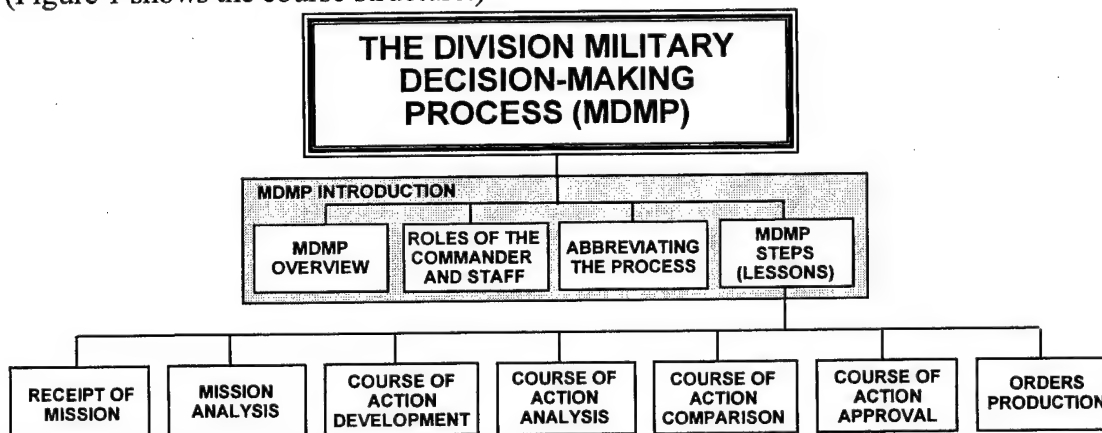 (Figure 1 shows the course structure.)
THE DIVISION MILITARY
DECISION-MAKING
PROCESS (MDMP)
MDMP INTRODUCTION
MDMP
OVERVIEW
ROLES OF THE
COMMANDER
AND STAFF
ABBREVIATING
THE PROCESS
MDMP
STEPS
(LESSONS)
RECEIPT OF
MISSION
MISSION
ANALYSIS
COURSE OF
ACTION
DEVELOPMENT
COURSE OF
ACTION
ANALYSIS
COURSE OF
ACTION
COMPARISON
COURSE OF
ACTION
APPROVAL
ORDERS
PRODUCTION